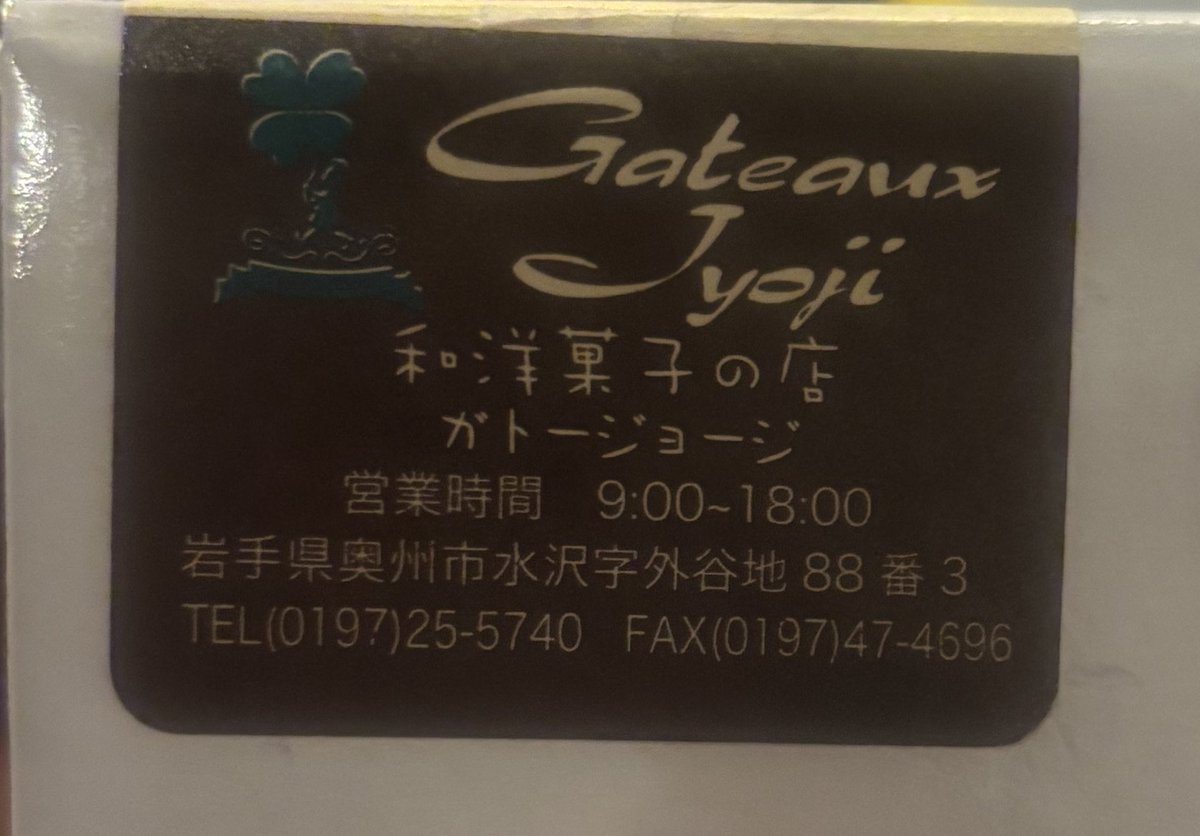 Gateaux
Jyoji
和洋菓子の店
ガトージョージ
営業時間　9:00~18:00
岩手県奥州市水沢字外谷地 88 番 3
TEL(0197)25-5740　FAX(0197)47-4696